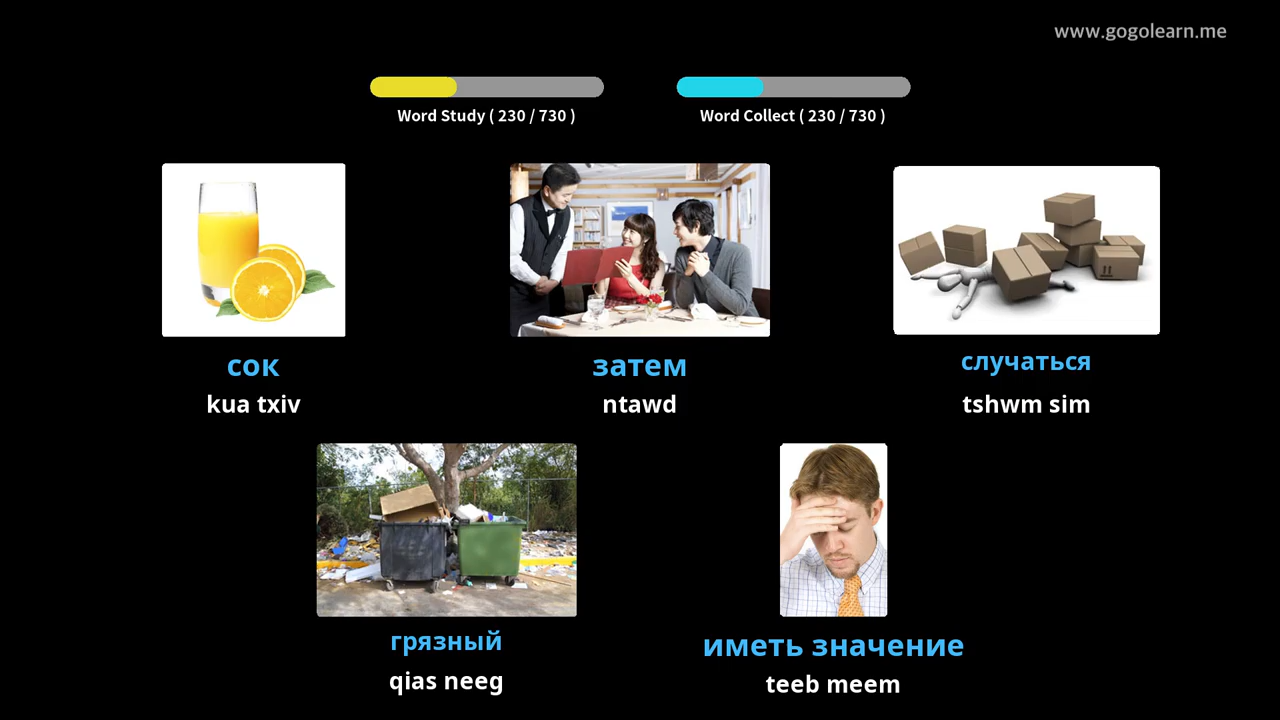 www.gogolearn.me
Word Study ( 230 / 730 )
Word Collect ( 230 / 730 )
сок
kua txiv
затем
ntawd
случаться
tshwm sim
грязный
qias neeg
иметь значение
teeb meem